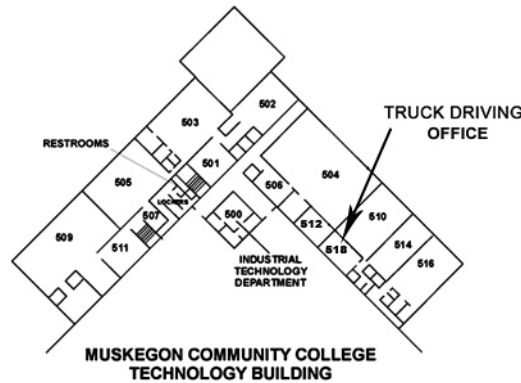 502
503
TRUCK DRIVING
OFFICE
RESTROOMS
501
505
504
506
LOCKERS
507
500
510
509
512
511
518
514
516
INDUSTRIAL
TECHNOLOGY
DEPARTMENT
MUSKEGON COMMUNITY COLLEGE
TECHNOLOGY BUILDING